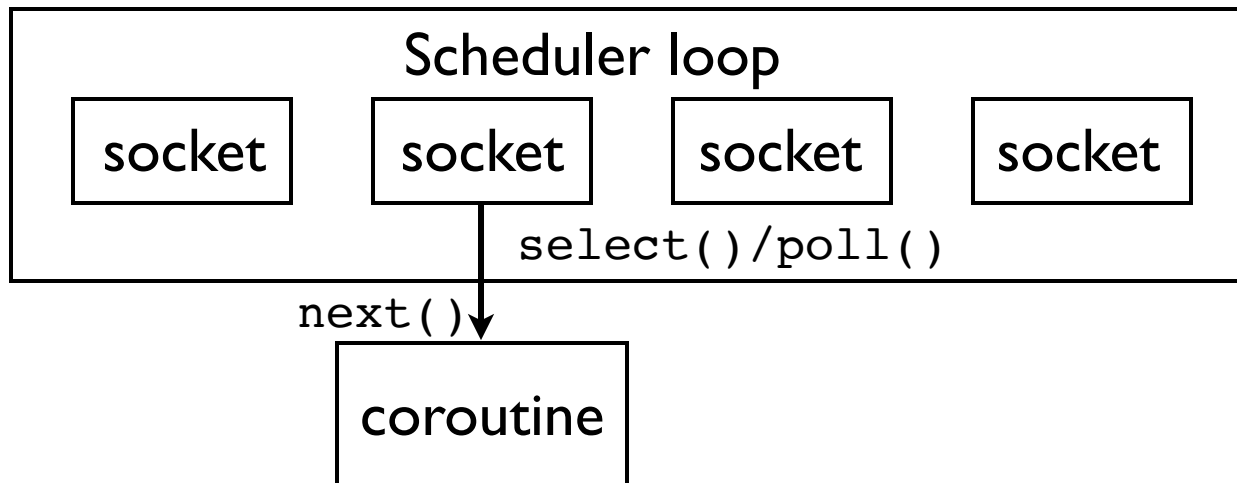 Scheduler loop
socket socket socket socket
select()/poll()
next()
coroutine